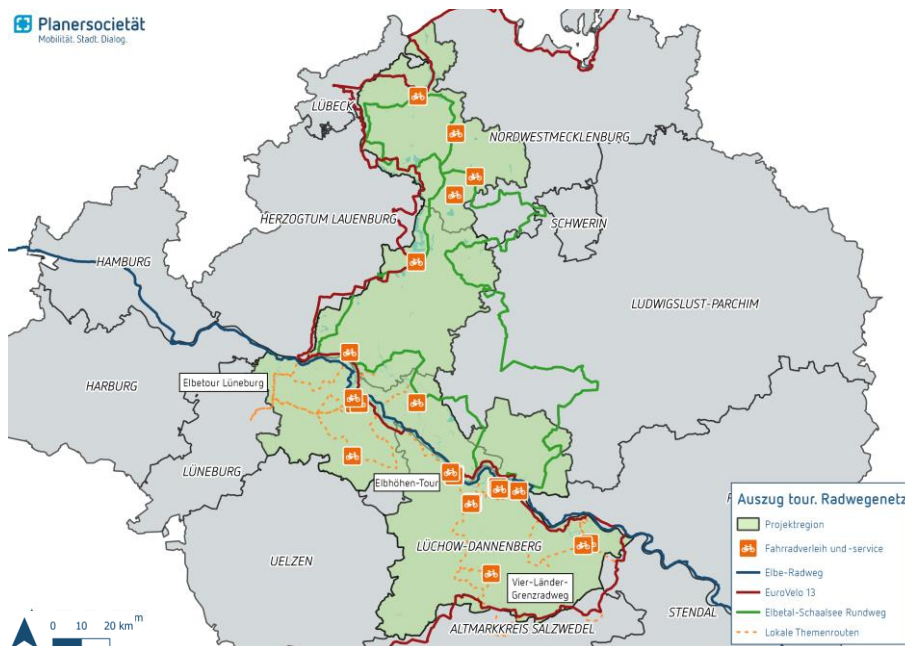 Planersocietät
Mobilität. Stadt. Dialog.
LÜBECK
NORDWESTMECKLENBURG
HERZOGTUM LAUENBURG
SCHWERIN
HAMBURG
LUDWIGSLUST-PARCHIM
HARBURG
Elbetour Lüneburg
LÜNEBURG
Elbhöhen-Tour
LÜCHOW-DANNENBERG
UELZEN
Vier-Länder-
Grenzradweg
STENDAL
ALTMARKKREIS SALZWEDEL
0 10 20 km
m
Auszug tour. Radwegenetz
Projektregion
Fahrradverleih und -service
Elbe-Radweg
EuroVelo 13
Elbetal-Schaalsee Rundweg
Lokale Themenrouten